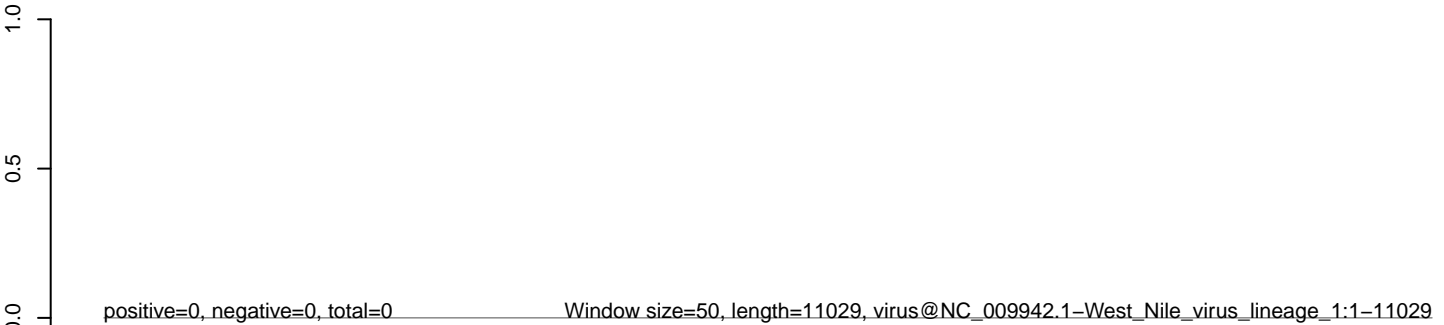 1.0
0.5
0.0
positive=0, negative=0, total=0
Window size=50, length=11029, virus@NC_009942.1−West_Nile_virus_lineage_1:1−11029